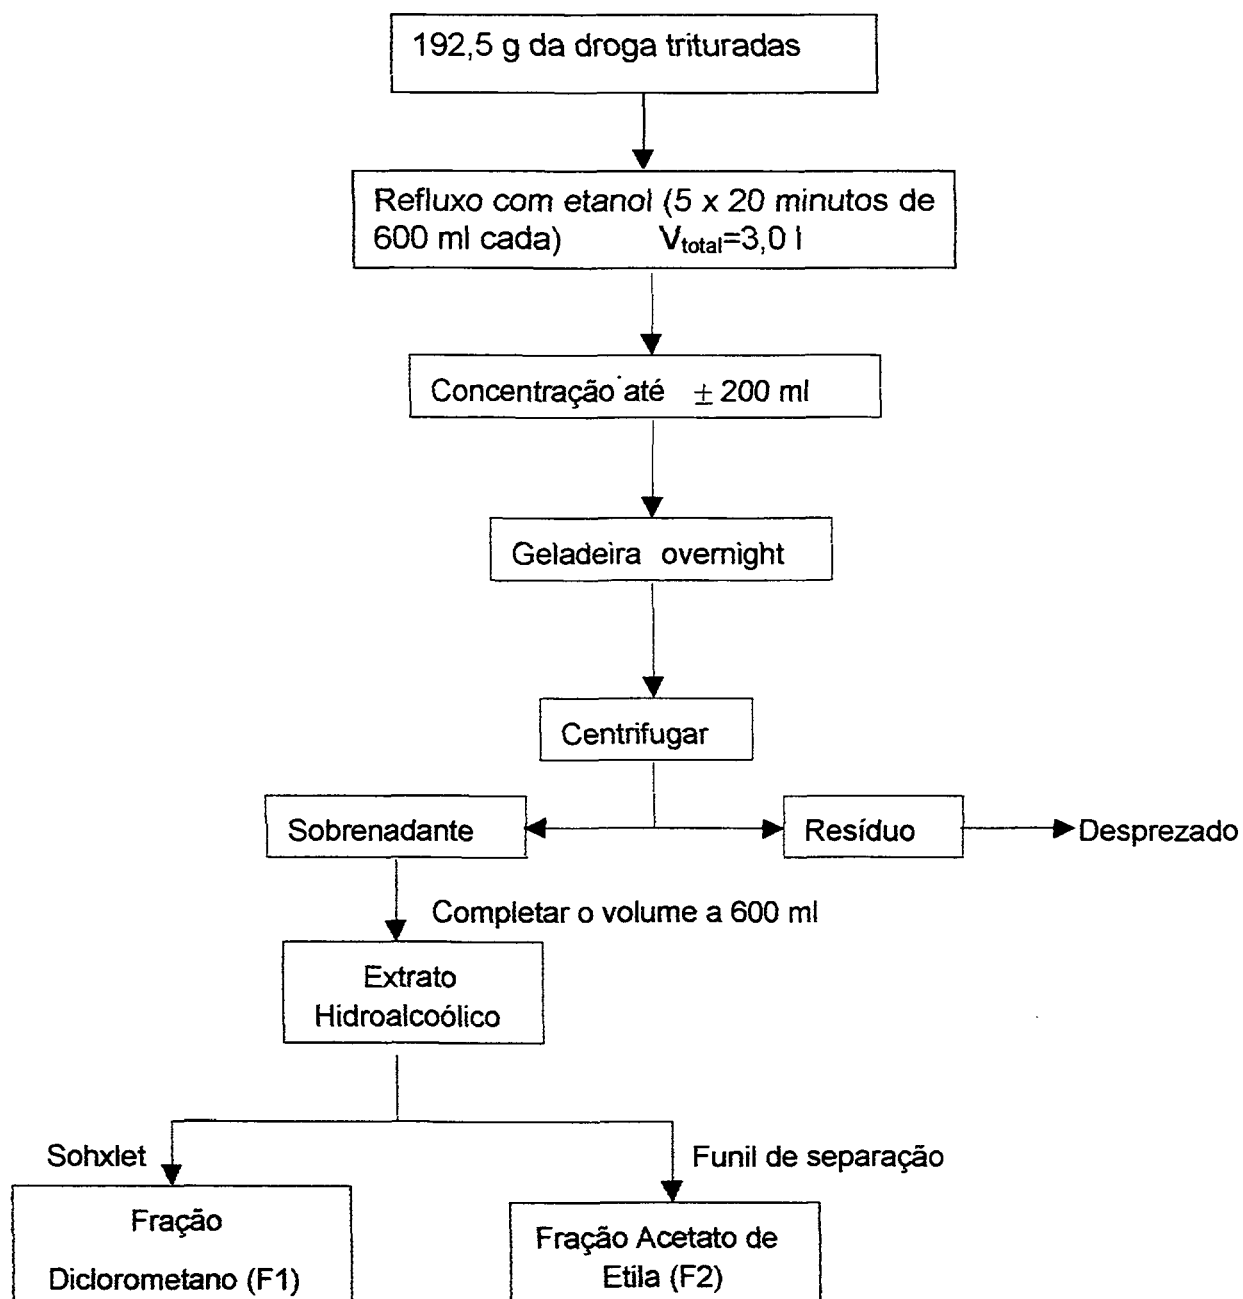 192,5 g da droga trituradas
Refluxo com etanol (5 x 20 minutos de
600 ml cada) Vtotal=3,0 l
Concentração até ± 200 ml
Geladeira overnight
Centrifugar
Sobrenadante
Resíduo
Desprezado
Completar o volume a 600 ml
Extrato
Hidroalcoólico
Sohxlet
Funil de separação
Fração
Diclorometano (F1)
Fração Acetato de
Etila (F2)